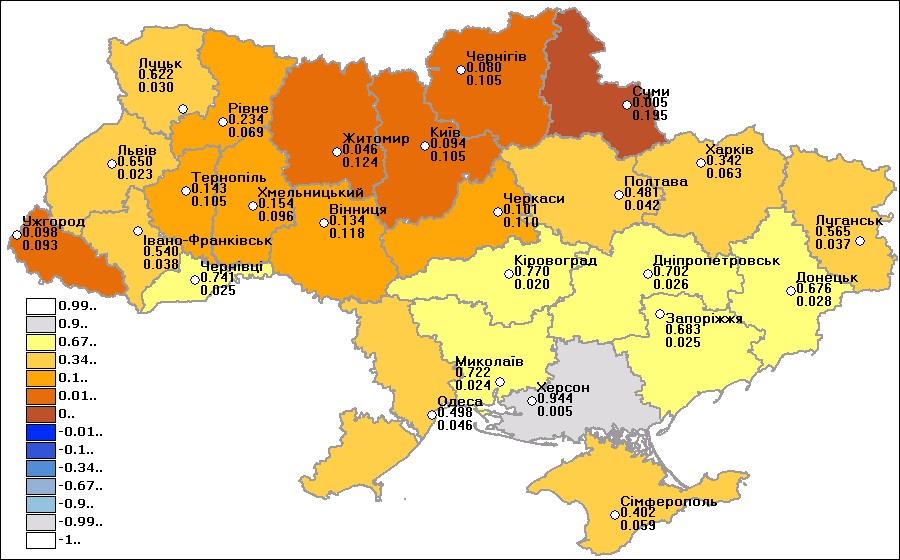 Луцьк
0.622
0.030
Рівне
0.234
0.069
Житомир
0.046
0.124
Київ
0.094
0.105
Чернігів
0.080
0.105
Суми
0.005
0.195
Львів
0.650
0.023
Тернопіль
0.143
0.105
Хмельницький
0.154
0.096
Вінниця
0.134
0.118
Черкаси
0.101
0.110
Полтава
0.481
0.042
Харків
0.342
0.063
Луганськ
0.565
0.037
Ужгород
0.098
0.093
Івано-Франківськ
0.540
0.038
Чернівці
0.741
0.025
Кіровоград
0.770
0.020
Дніпропетровськ
0.702
0.026
Донецьк
0.676
0.028
Запоріжжя
0.683
0.025
Миколаїв
0.722
0.024
Херсон
0.944
0.005
Одеса
0.498
0.046
Сімферополь
0.402
0.059
0.99..
0.9..
0.67..
0.34..
0.1..
0.01..
0..
-0.01..
-0.1..
-0.34..
-0.67..
-0.9..
-0.99..
-1..